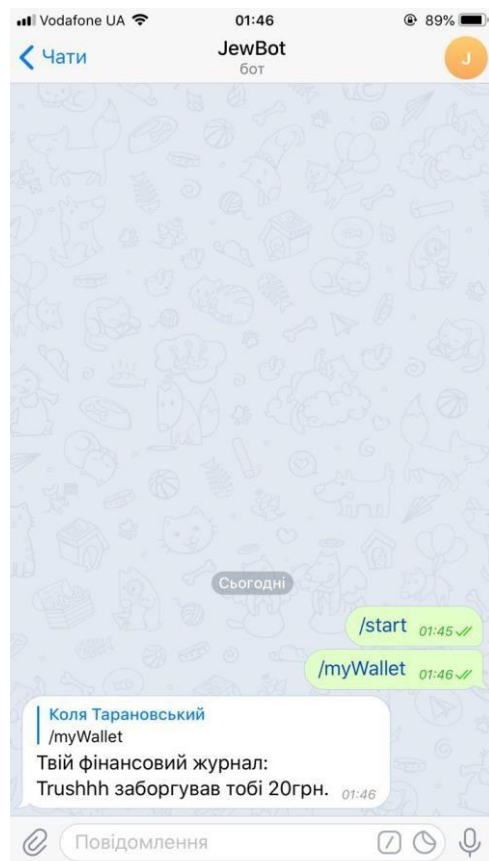 Vodafone UA 01:46 89%
Чати JewBot J
бот
Сьогодні
/start 01:45
/myWallet 01:46
Коля Тарановський
/myWallet
Твій фінансовий журнал:
Trushhh заборгував тобі 20грн. 01:46
Повідомлення